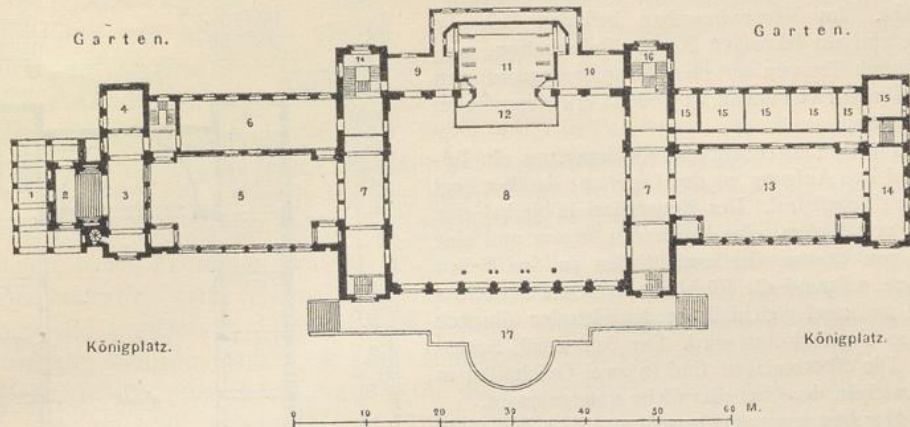 Garten. Garten.
14 9 11 10 16
4 6 12 15 15 15 15 15 15
1 2 3 5 7 8 7 13 14
17
Königplatz. Königplatz.
0 10 20 30 40 50 60 M.